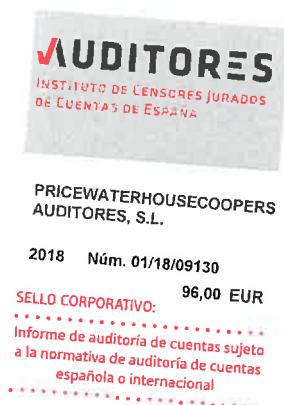 AUDITORES
INSTITUTO DE CENSORES JURADOS
DE CUENTAS DE ESPAÑA
PRICEWATERHOUSECOOPERS
AUDITORES, S.L.
2018 Núm. 01/18/09130
96,00 EUR
SELLO CORPORATIVO:
Informe de auditoría de cuentas sujeto
a la normativa de auditoría de cuentas
española o internacional